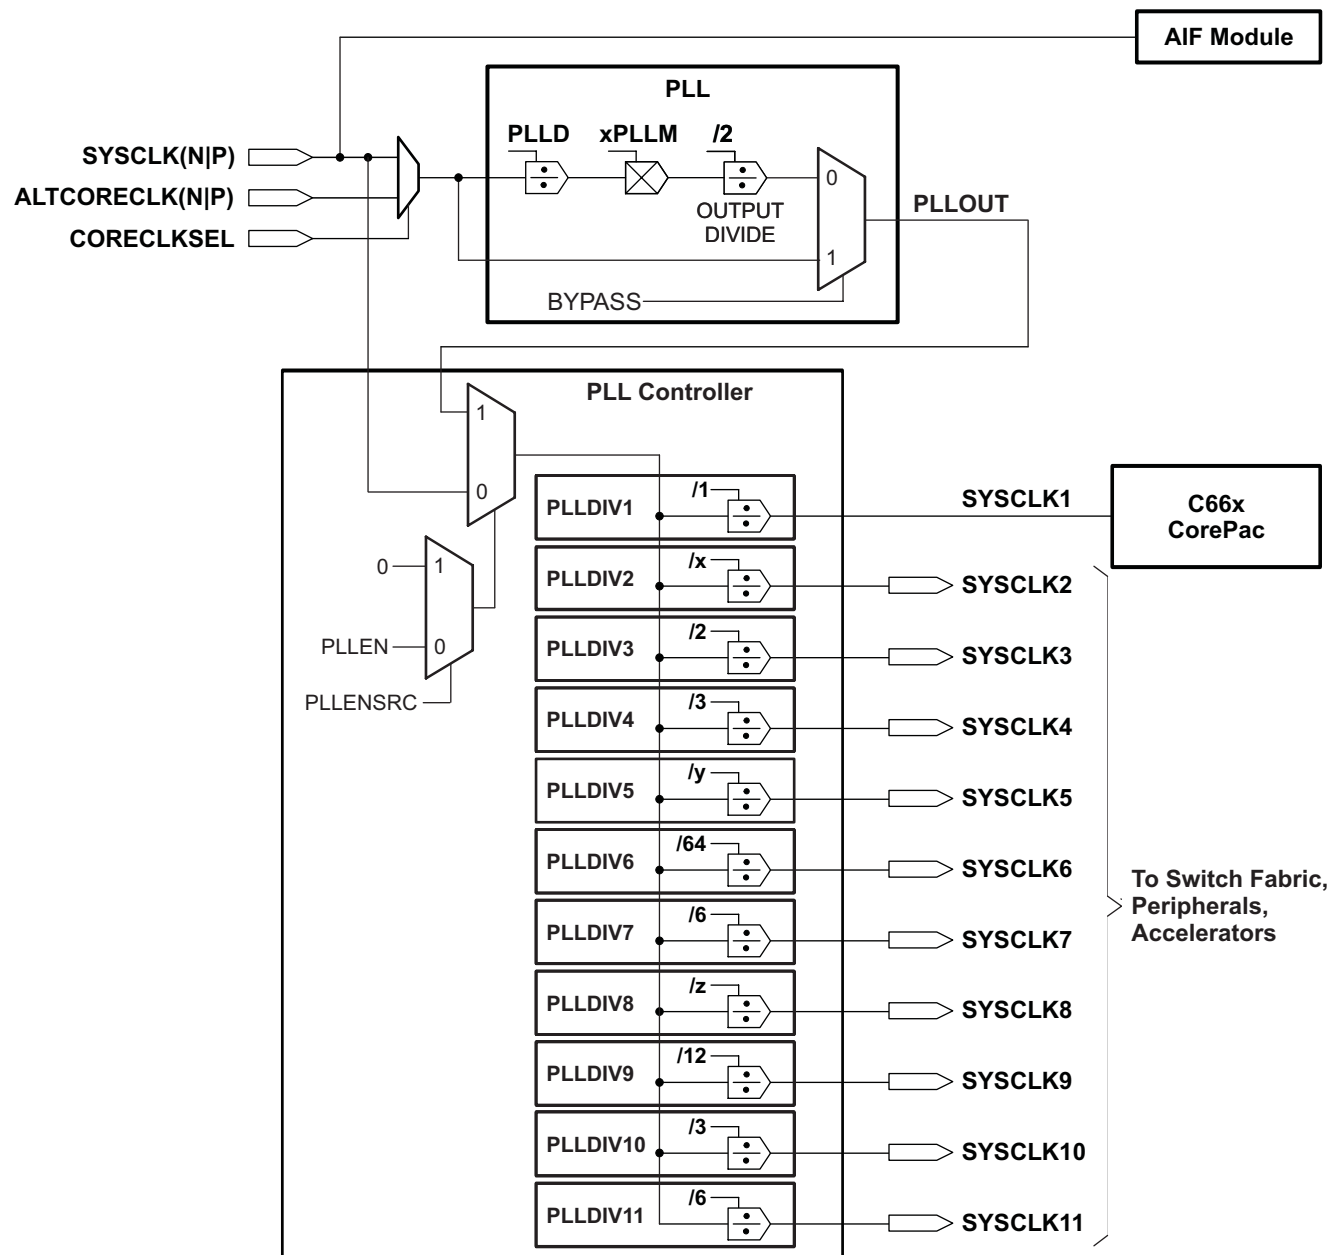 AIF Module
PLL
PLLD
xPLLM
/2
SYSCLK(N|P)
ALTCORECLK(N|P)
CORECLKSEL
0
OUTPUT
DIVIDE
PLLOUT
1
BYPASS
PLL Controller
1
0
0
1
PLLEN
0
PLLENSRC
PLLDIV1
/1
SYSCLK1
C66x
CorePac
PLLDIV2
/x
SYSCLK2
PLLDIV3
/2
SYSCLK3
PLLDIV4
/3
SYSCLK4
PLLDIV5
/y
SYSCLK5
PLLDIV6
/64
SYSCLK6
To Switch Fabric,
Peripherals,
Accelerators
PLLDIV7
/6
SYSCLK7
PLLDIV8
/z
SYSCLK8
PLLDIV9
/12
SYSCLK9
PLLDIV10
/3
SYSCLK10
PLLDIV11
/6
SYSCLK11